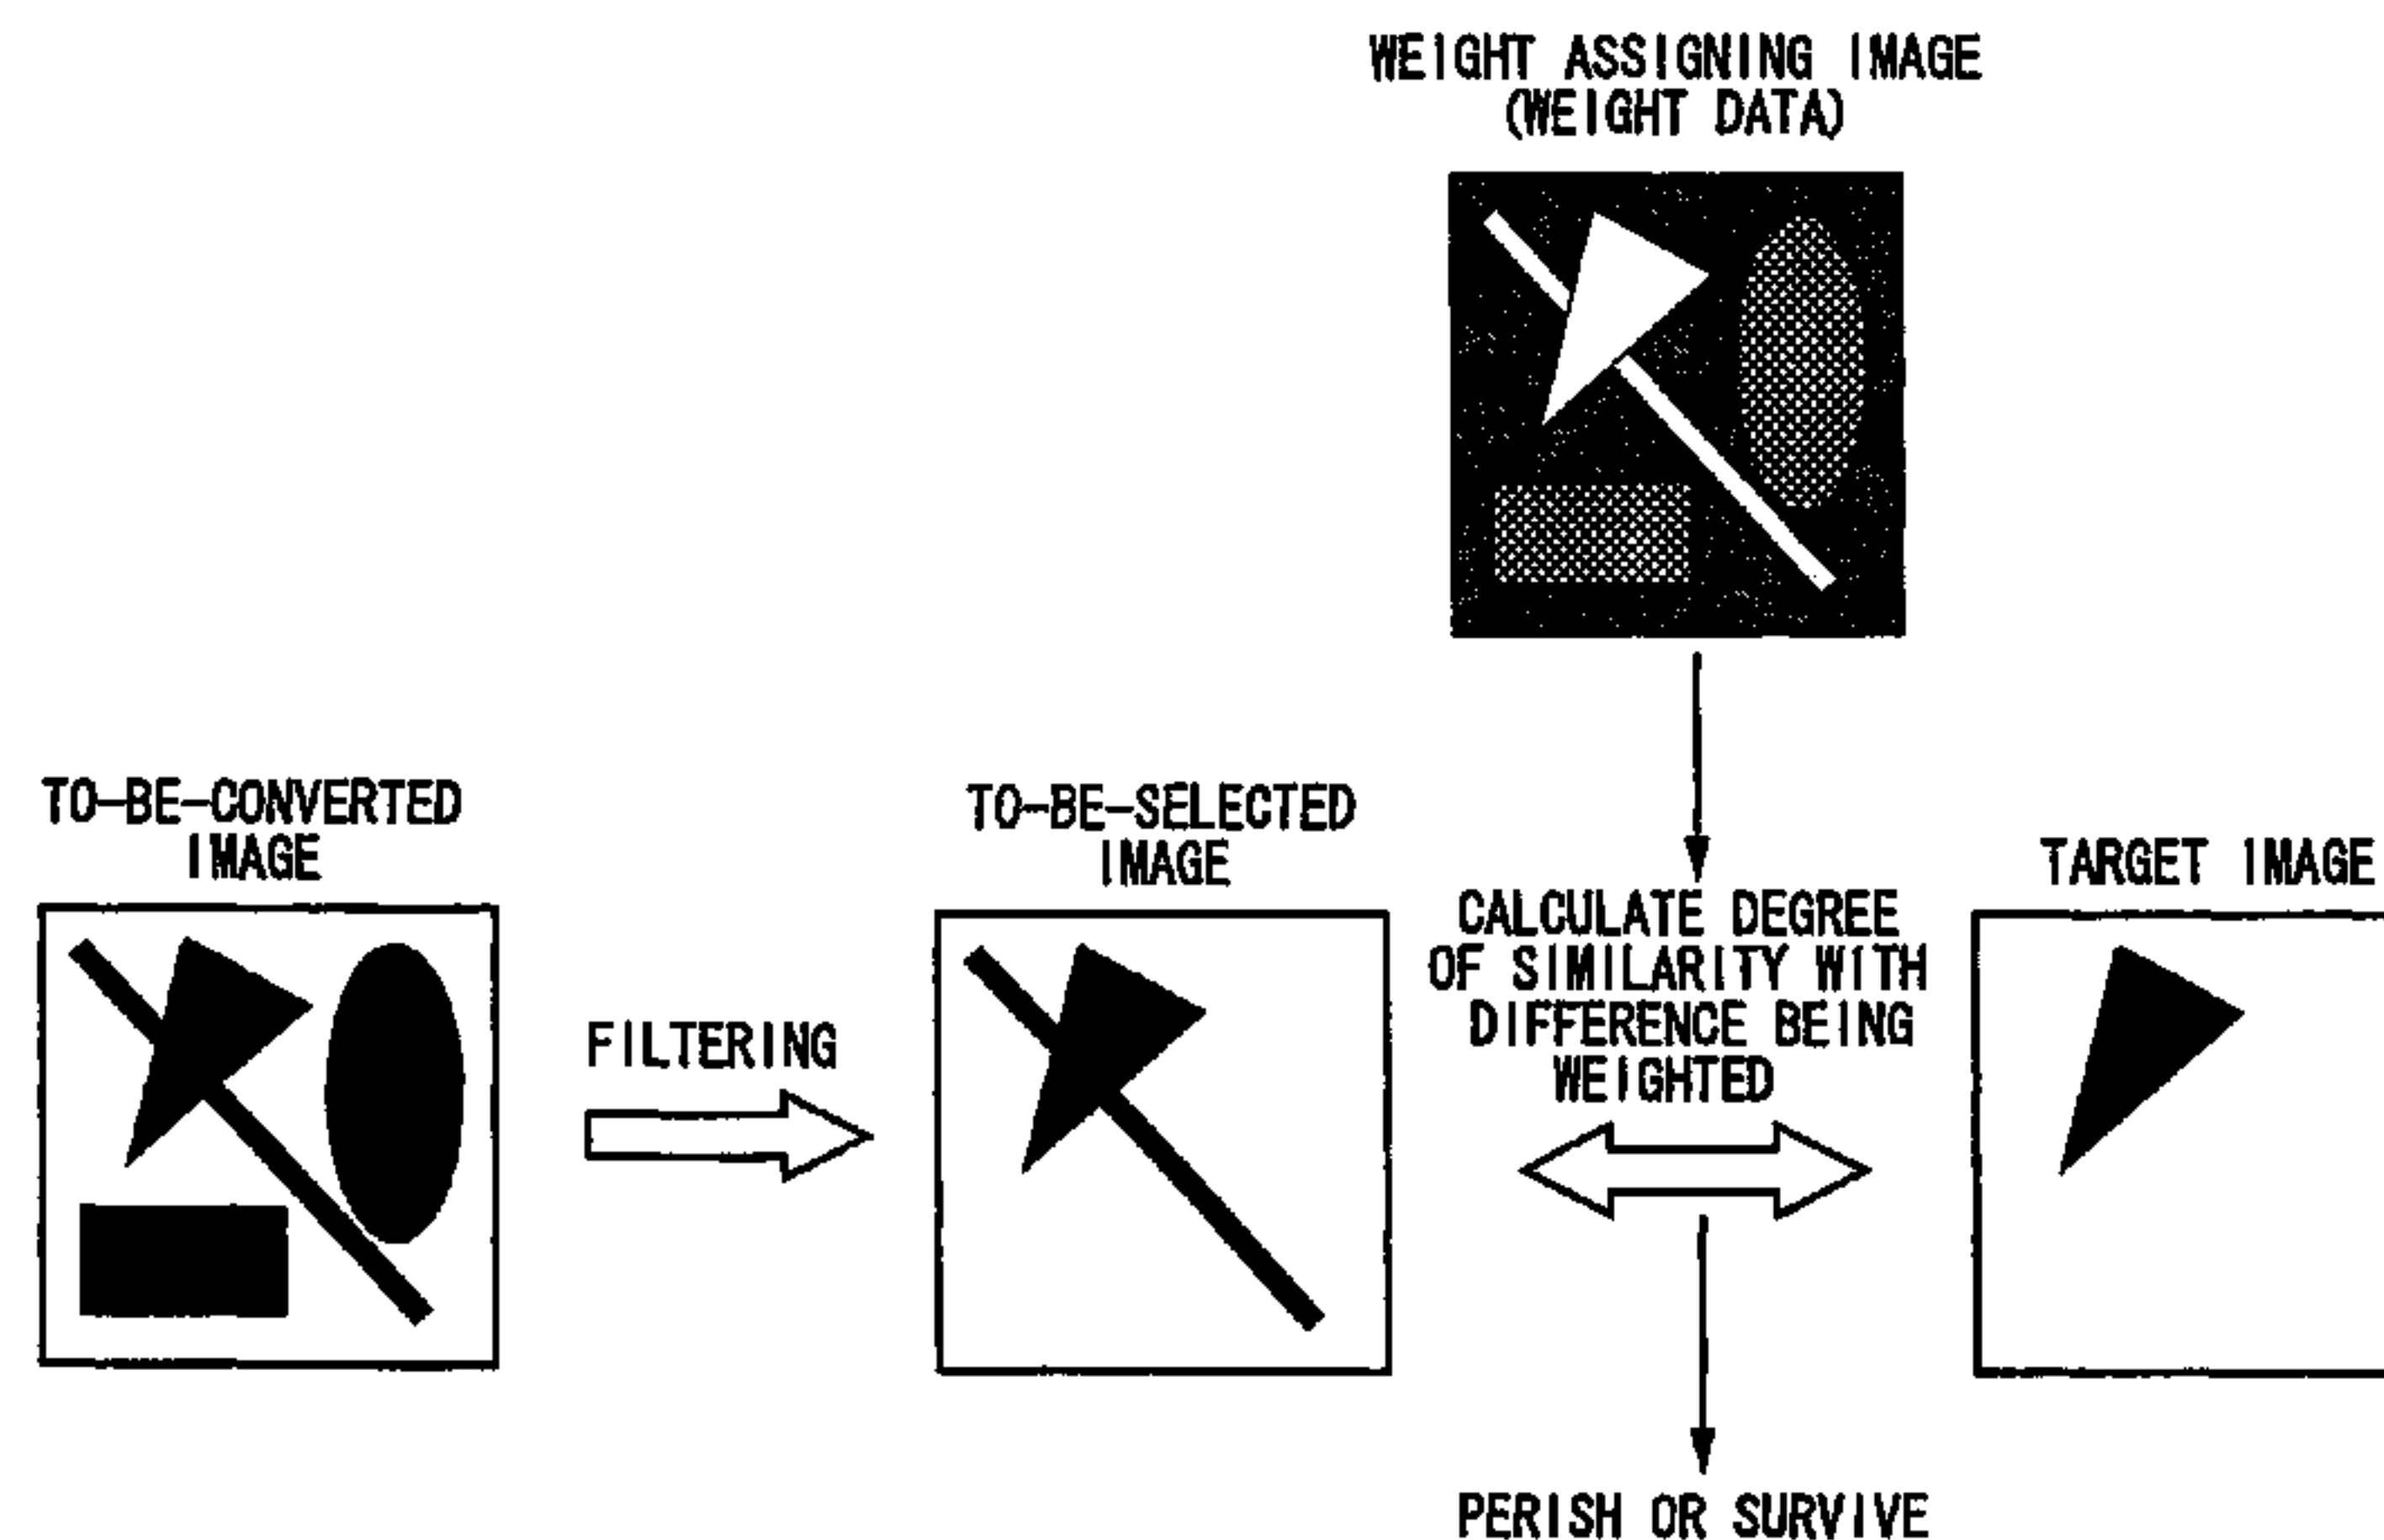 WEIGHT ASSIGNING IMAGE
(WEIGHT DATA)
TO-BE-CONVERTED
IMAGE
FILTERING
TO-BE-SELECTED
IMAGE
CALCULATE DEGREE
OF SIMILARITY WITH
DIFFERENCE BEING
WEIGHTED
TARGET IMAGE
PERISH OR SURVIVE